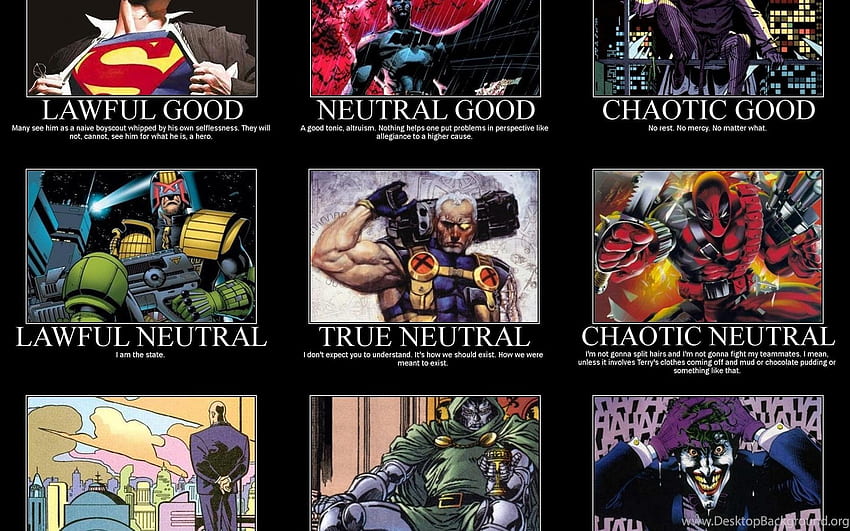 LAWFUL GOOD
Many see him as a naive boyscout whipped by his own selflessness. They will
not, cannot, see him for what he is, a hero.
NEUTRAL GOOD
A good tonic, altruism. Nothing helps one put problems in perspective like
allegiance to a higher cause.
CHAOTIC GOOD
No rest. No mercy. No matter what.
LAWFUL NEUTRAL
I am the state.
TRUE NEUTRAL
I don't expect you to understand. It's how we should exist. How we were
meant to exist.
CHAOTIC NEUTRAL
I'm not gonna split hairs and I'm not gonna fight my teammates. I mean,
unless it involves Terry's clothes coming off and mud or chocolate pudding or
something like that.
www.DesktopBackground.org